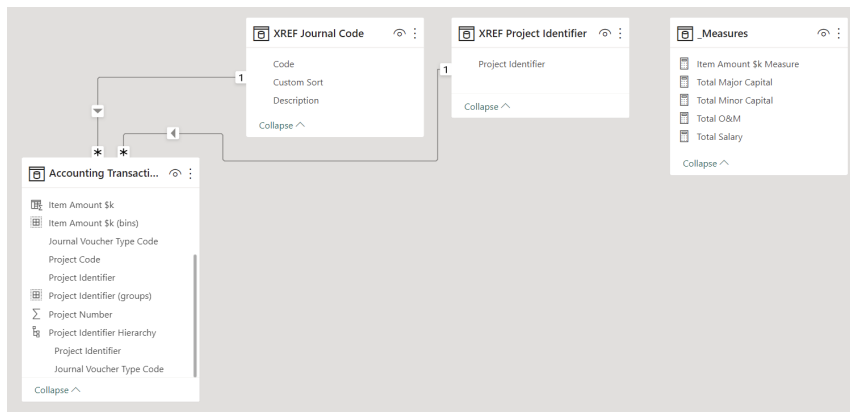 XREF Journal Code
Code
Custom Sort
Description
Collapse
XREF Project Identifier
Project Identifier
Collapse
_Measures
Item Amount $k Measure
Total Major Capital
Total Minor Capital
Total O&M
Total Salary
Collapse
1
1
*
*
Accounting Transacti...
Item Amount $k
Item Amount $k (bins)
Journal Voucher Type Code
Project Code
Project Identifier
Project Identifier (groups)
Project Number
Project Identifier Hierarchy
Project Identifier
Journal Voucher Type Code
Collapse